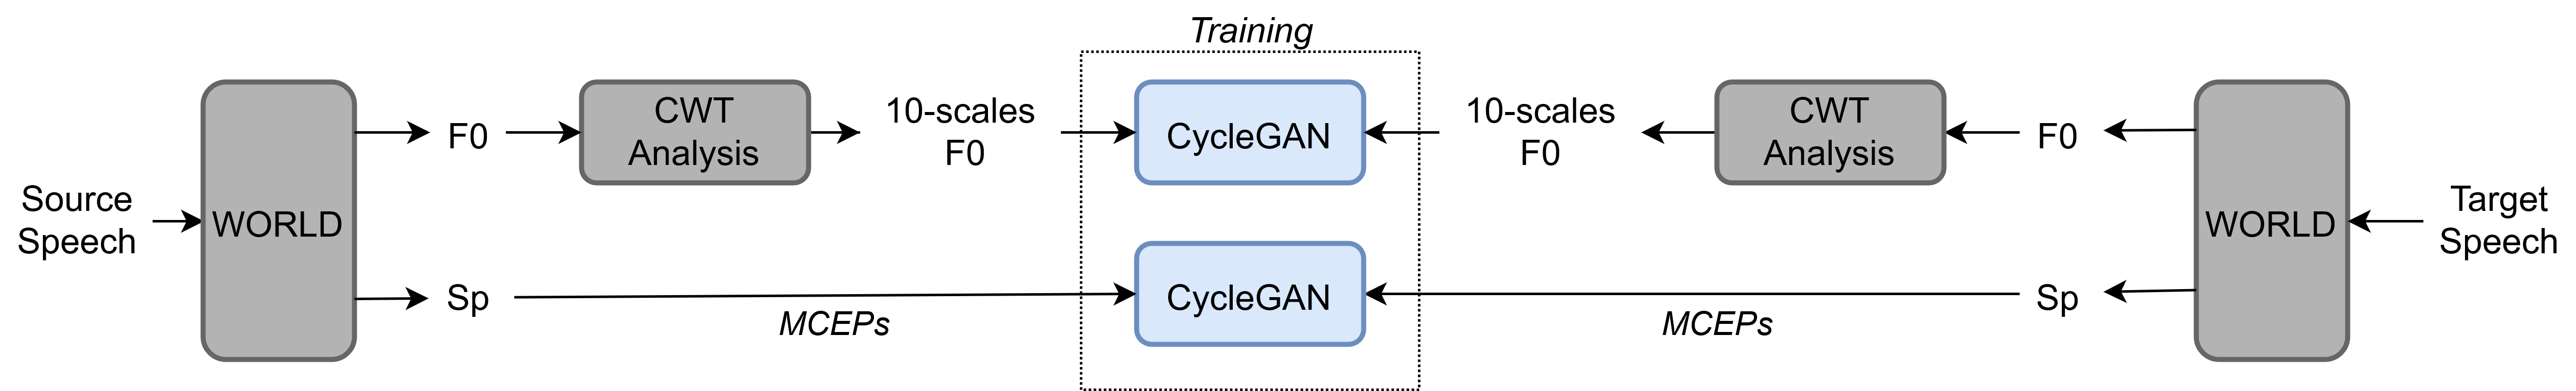 Training
Source
Speech
WORLD
F0
CWT
Analysis
10-scales
F0
CycleGAN
10-scales
F0
CWT
Analysis
F0
WORLD
Target
Speech
Sp
MCEPs
CycleGAN
MCEPs
Sp